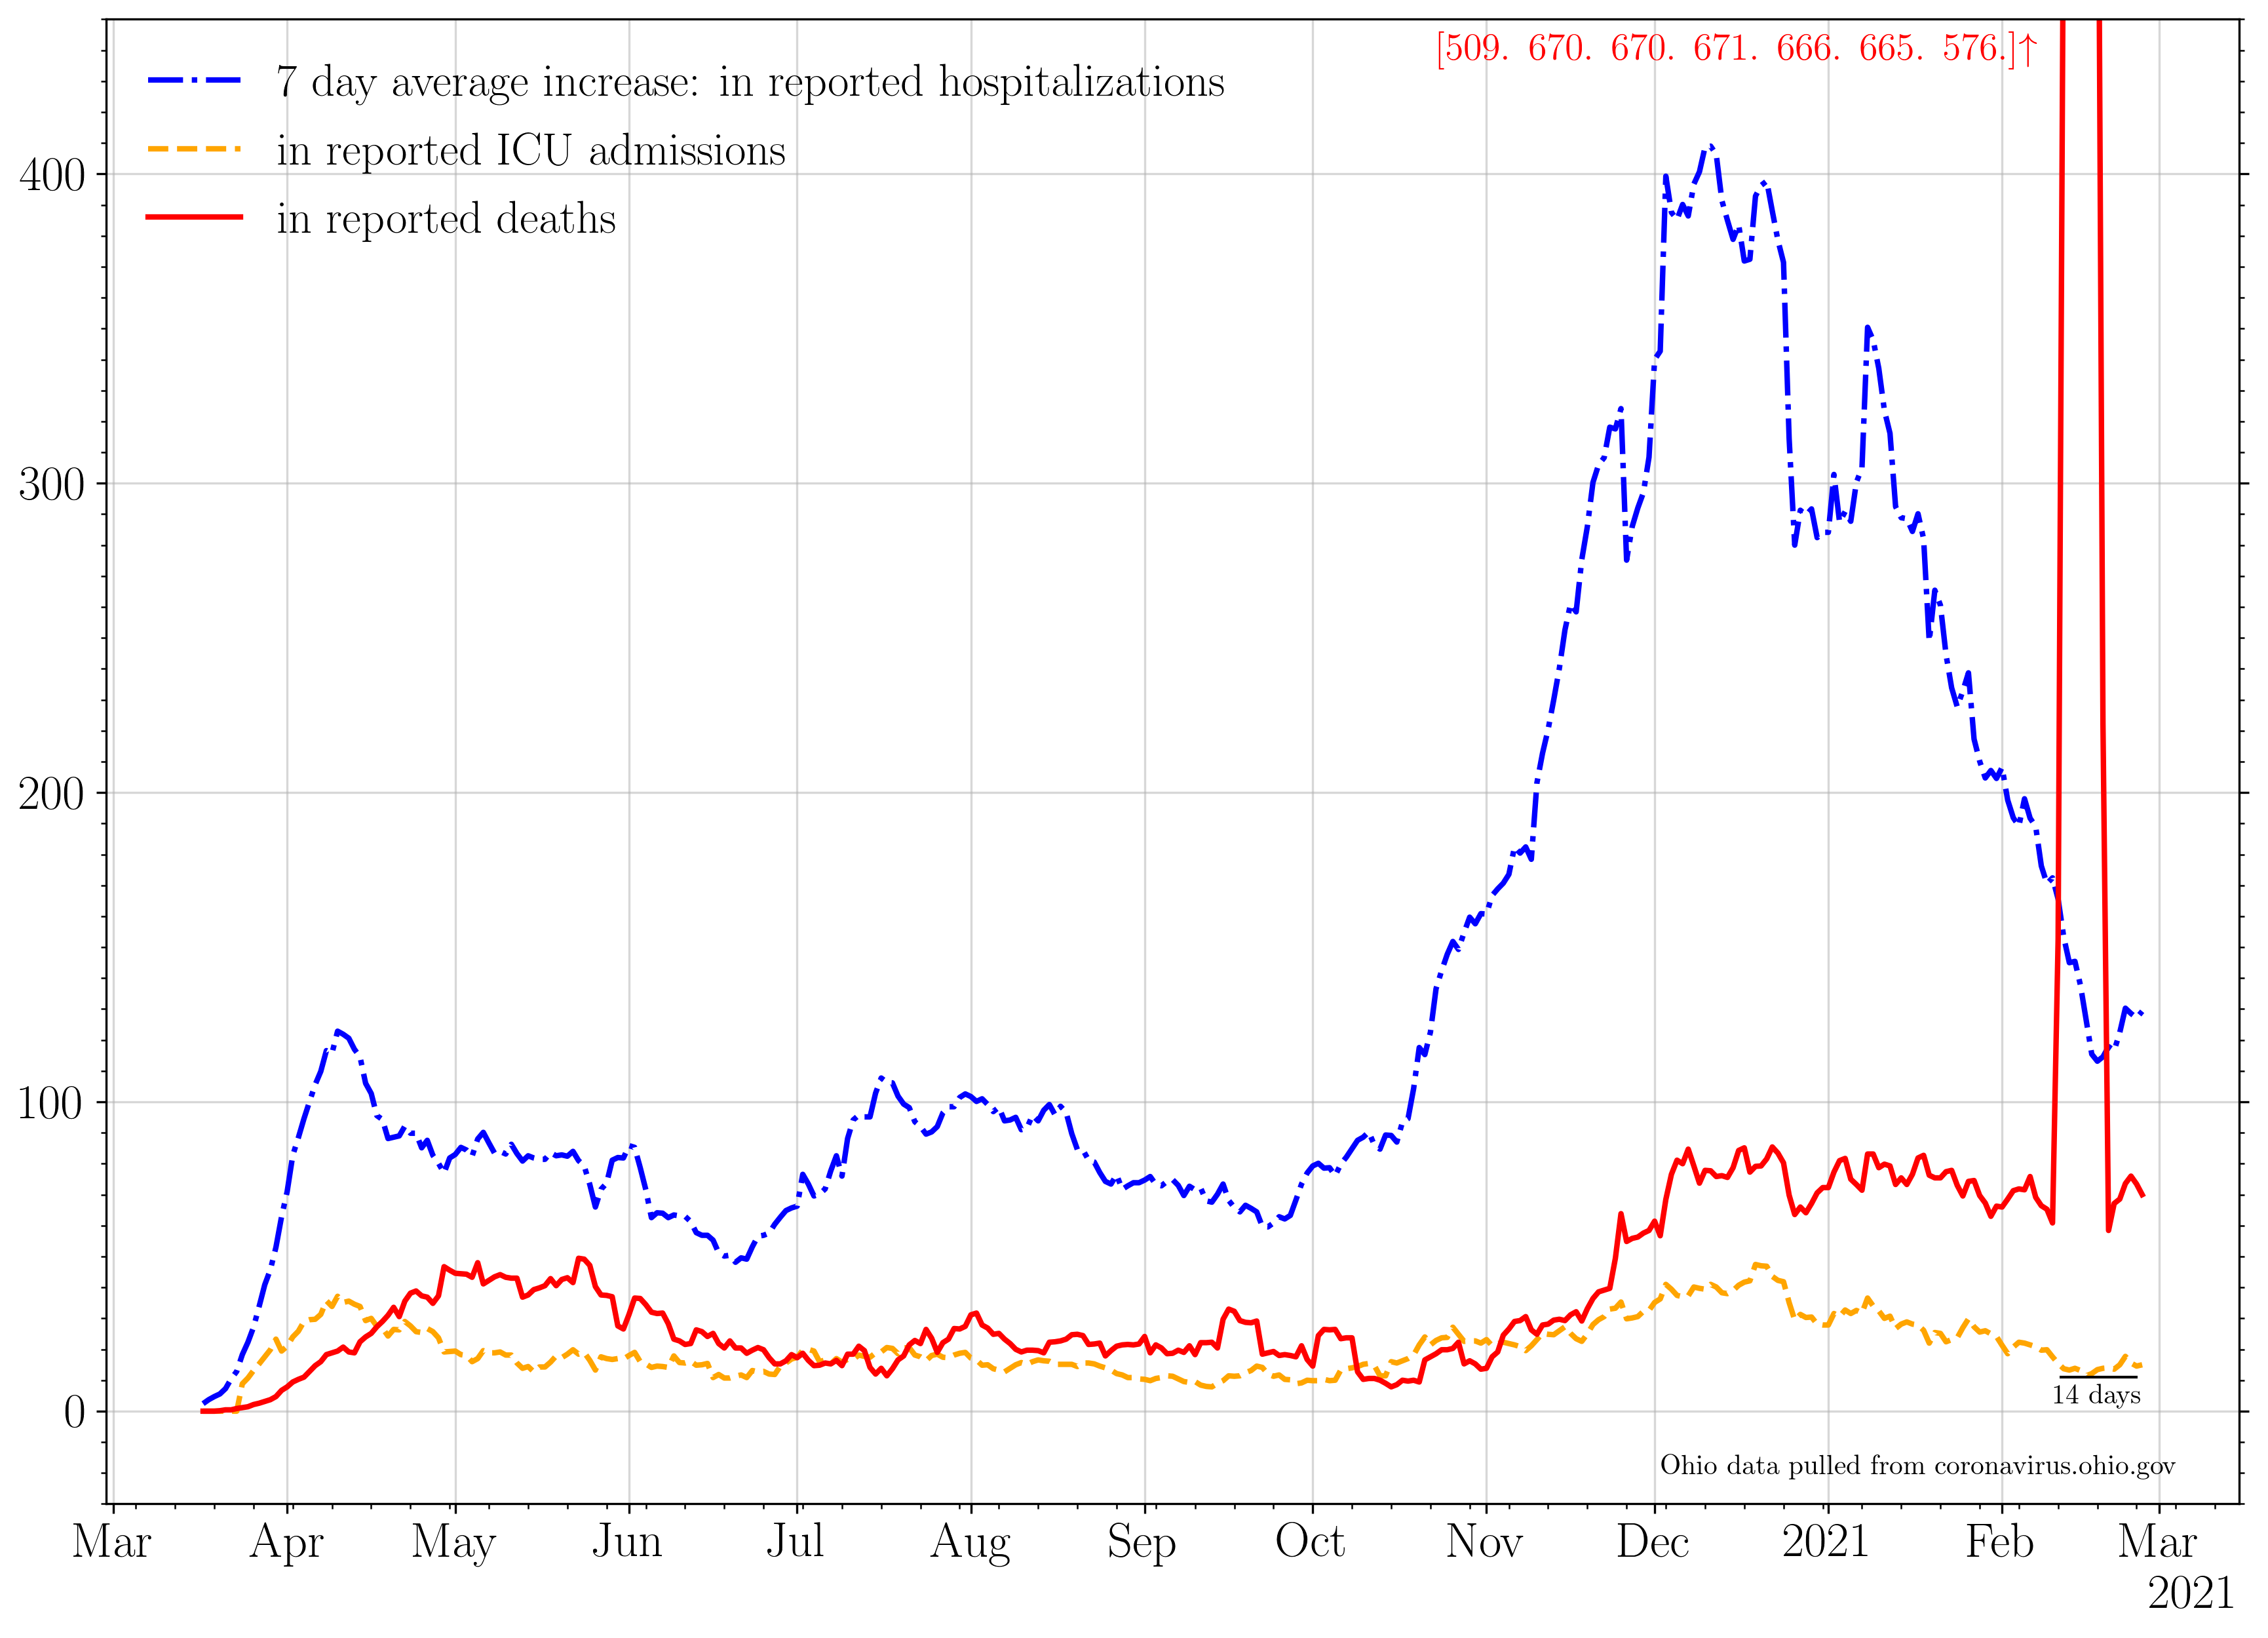 [509. 670. 670. 671. 666. 665. 576.]↑
7 day average increase: in reported hospitalizations
in reported ICU admissions
in reported deaths
400
300
200
100
0
14 days
Ohio data pulled from coronavirus.ohio.gov
Mar Apr May Jun Jul Aug Sep Oct Nov Dec 2021 Feb Mar
2021